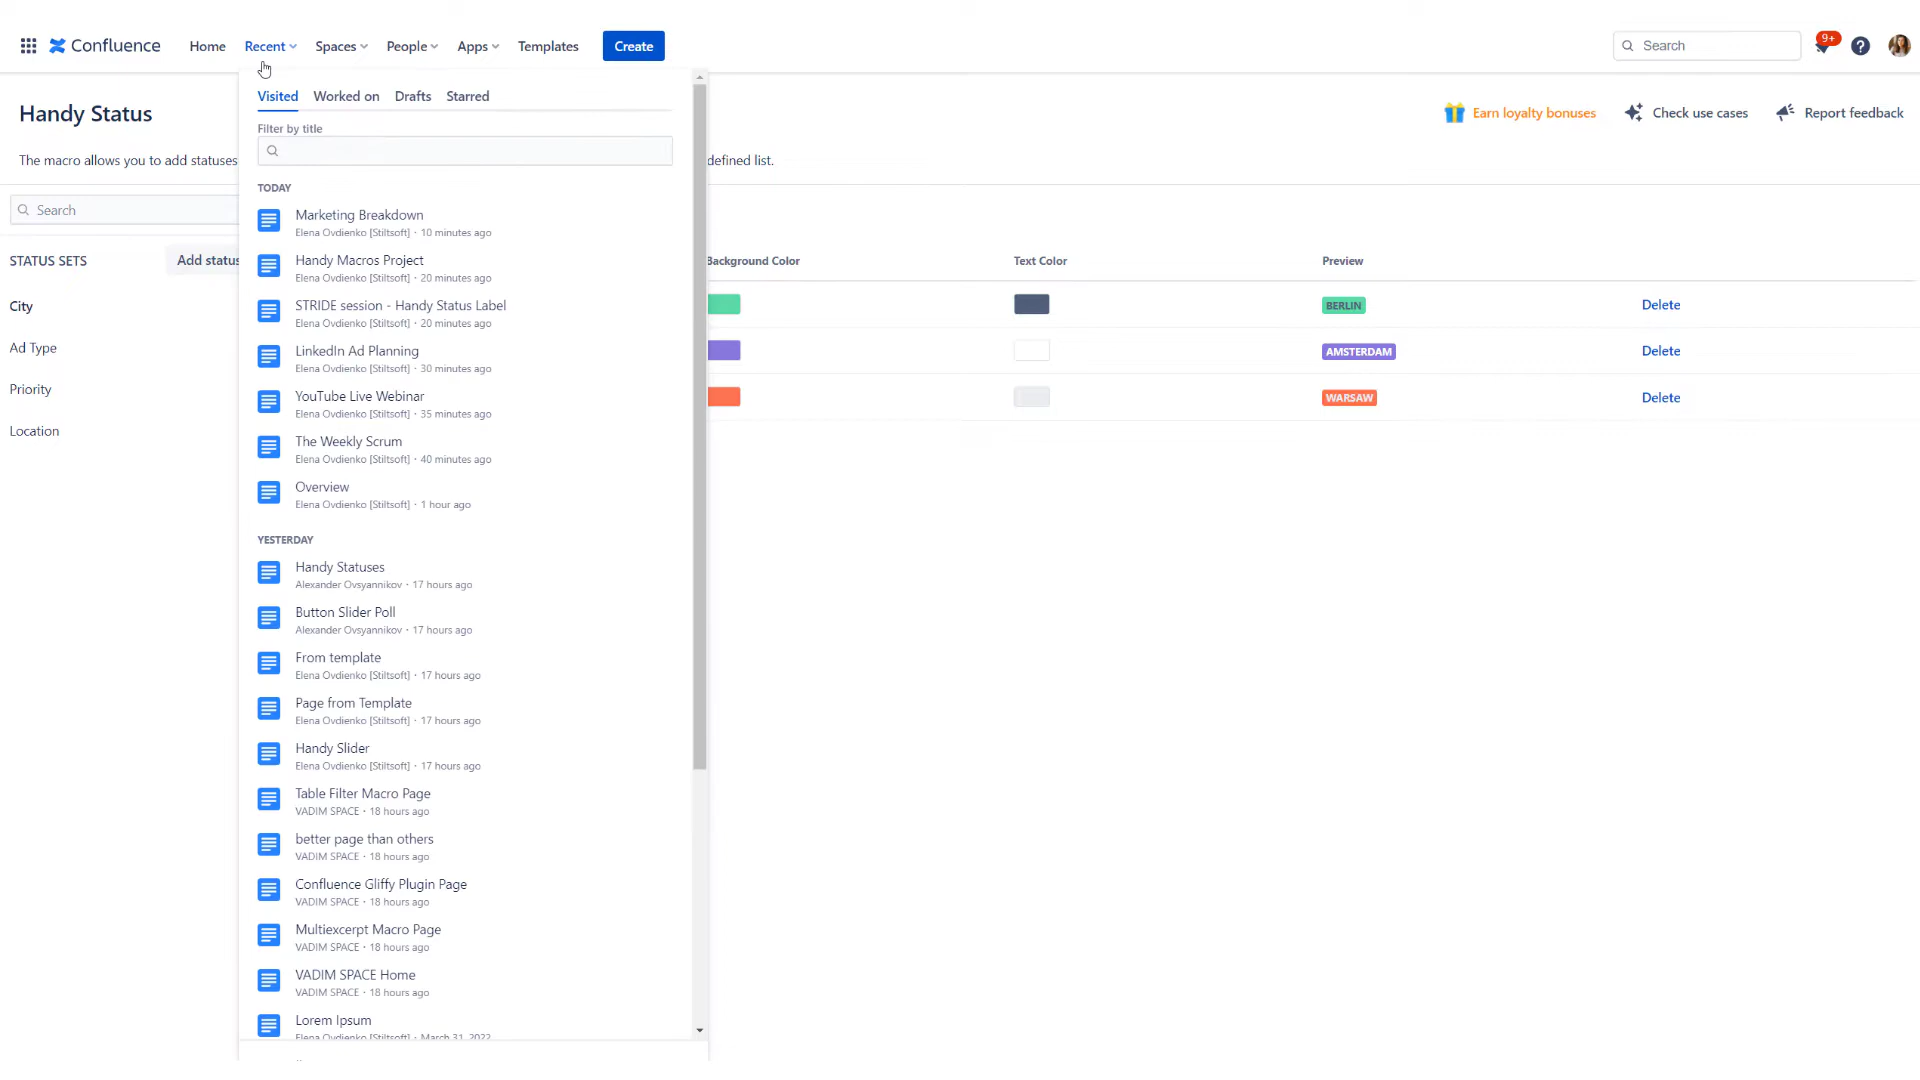 Confluence Home Recent Spaces People Apps Templates Create Search 9+
Handy Status
Earn loyalty bonuses Check use cases Report feedback
The macro allows you to add statuses
defined list.
Search
STATUS SETS Add status
City
Ad Type
Priority
Location
Visited Worked on Drafts Starred
Filter by title
TODAY
Marketing Breakdown
Elena Ovdienko [Stiltsoft] • 10 minutes ago
Handy Macros Project
Elena Ovdienko [Stiltsoft] • 20 minutes ago
STRIDE session - Handy Status Label
Elena Ovdienko [Stiltsoft] • 20 minutes ago
LinkedIn Ad Planning
Elena Ovdienko [Stiltsoft] • 30 minutes ago
YouTube Live Webinar
Elena Ovdienko [Stiltsoft] • 35 minutes ago
The Weekly Scrum
Elena Ovdienko [Stiltsoft] • 40 minutes ago
Overview
Elena Ovdienko [Stiltsoft] • 1 hour ago
YESTERDAY
Handy Statuses
Alexander Ovsyannikov • 17 hours ago
Button Slider Poll
Alexander Ovsyannikov • 17 hours ago
From template
Elena Ovdienko [Stiltsoft] • 17 hours ago
Page from Template
Elena Ovdienko [Stiltsoft] • 17 hours ago
Handy Slider
Elena Ovdienko [Stiltsoft] • 17 hours ago
Table Filter Macro Page
VADIM SPACE • 18 hours ago
better page than others
VADIM SPACE • 18 hours ago
Confluence Gliffy Plugin Page
VADIM SPACE • 18 hours ago
Multiexcerpt Macro Page
VADIM SPACE • 18 hours ago
VADIM SPACE Home
VADIM SPACE • 18 hours ago
Lorem Ipsum
Elena Ovdienko [Stiltsoft] • March 31, 2022
Background Color Text Color Preview
BERLIN Delete
AMSTERDAM Delete
WARSAW Delete